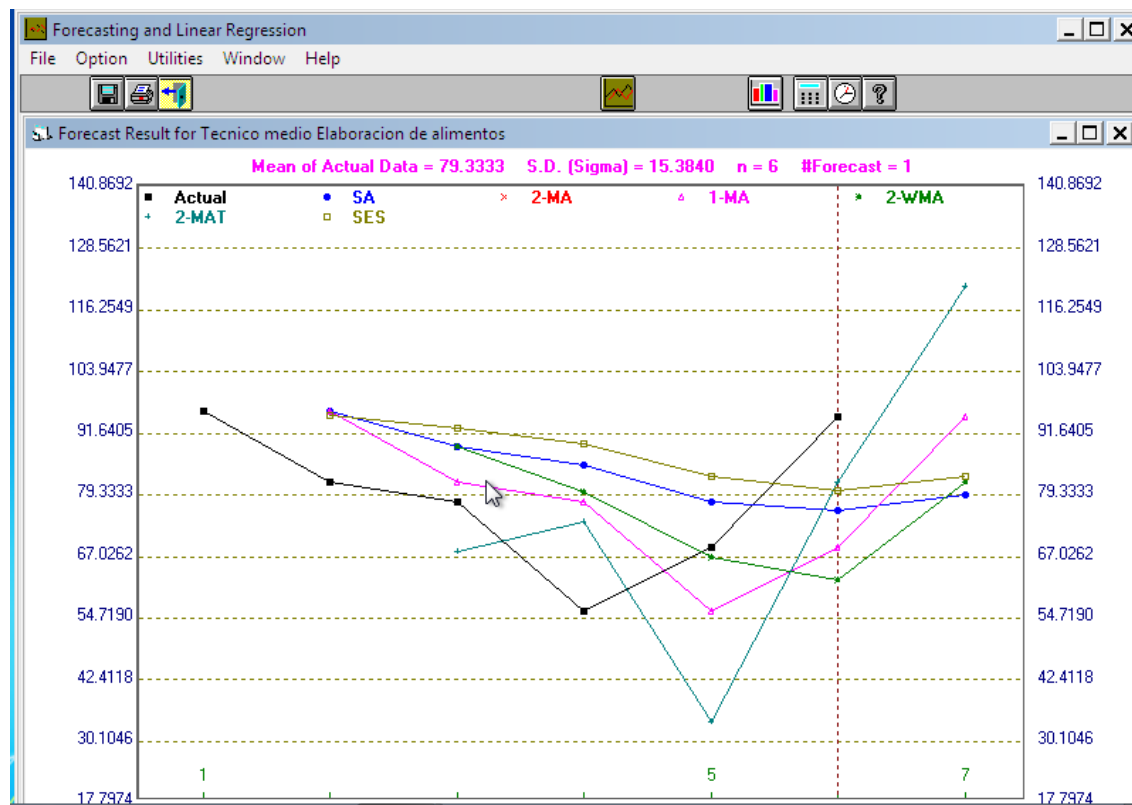 Forecasting and Linear Regression
File Option Utilities Window Help
Forecast Result for Tecnico medio Elaboracion de alimentos
Mean of Actual Data = 79.3333 S.D. (Sigma) = 15.3840 n = 6 #Forecast = 1
140.8692 Actual SA 2-MA 1-MA 2-WMA 140.8692
2-MAT SES
128.5621 128.5621
116.2549 116.2549
103.9477 103.9477
91.6405 91.6405
79.3333 79.3333
67.0262 67.0262
54.7190 54.7190
42.4118 42.4118
30.1046 30.1046
1 5 7
17.7974 17.7974